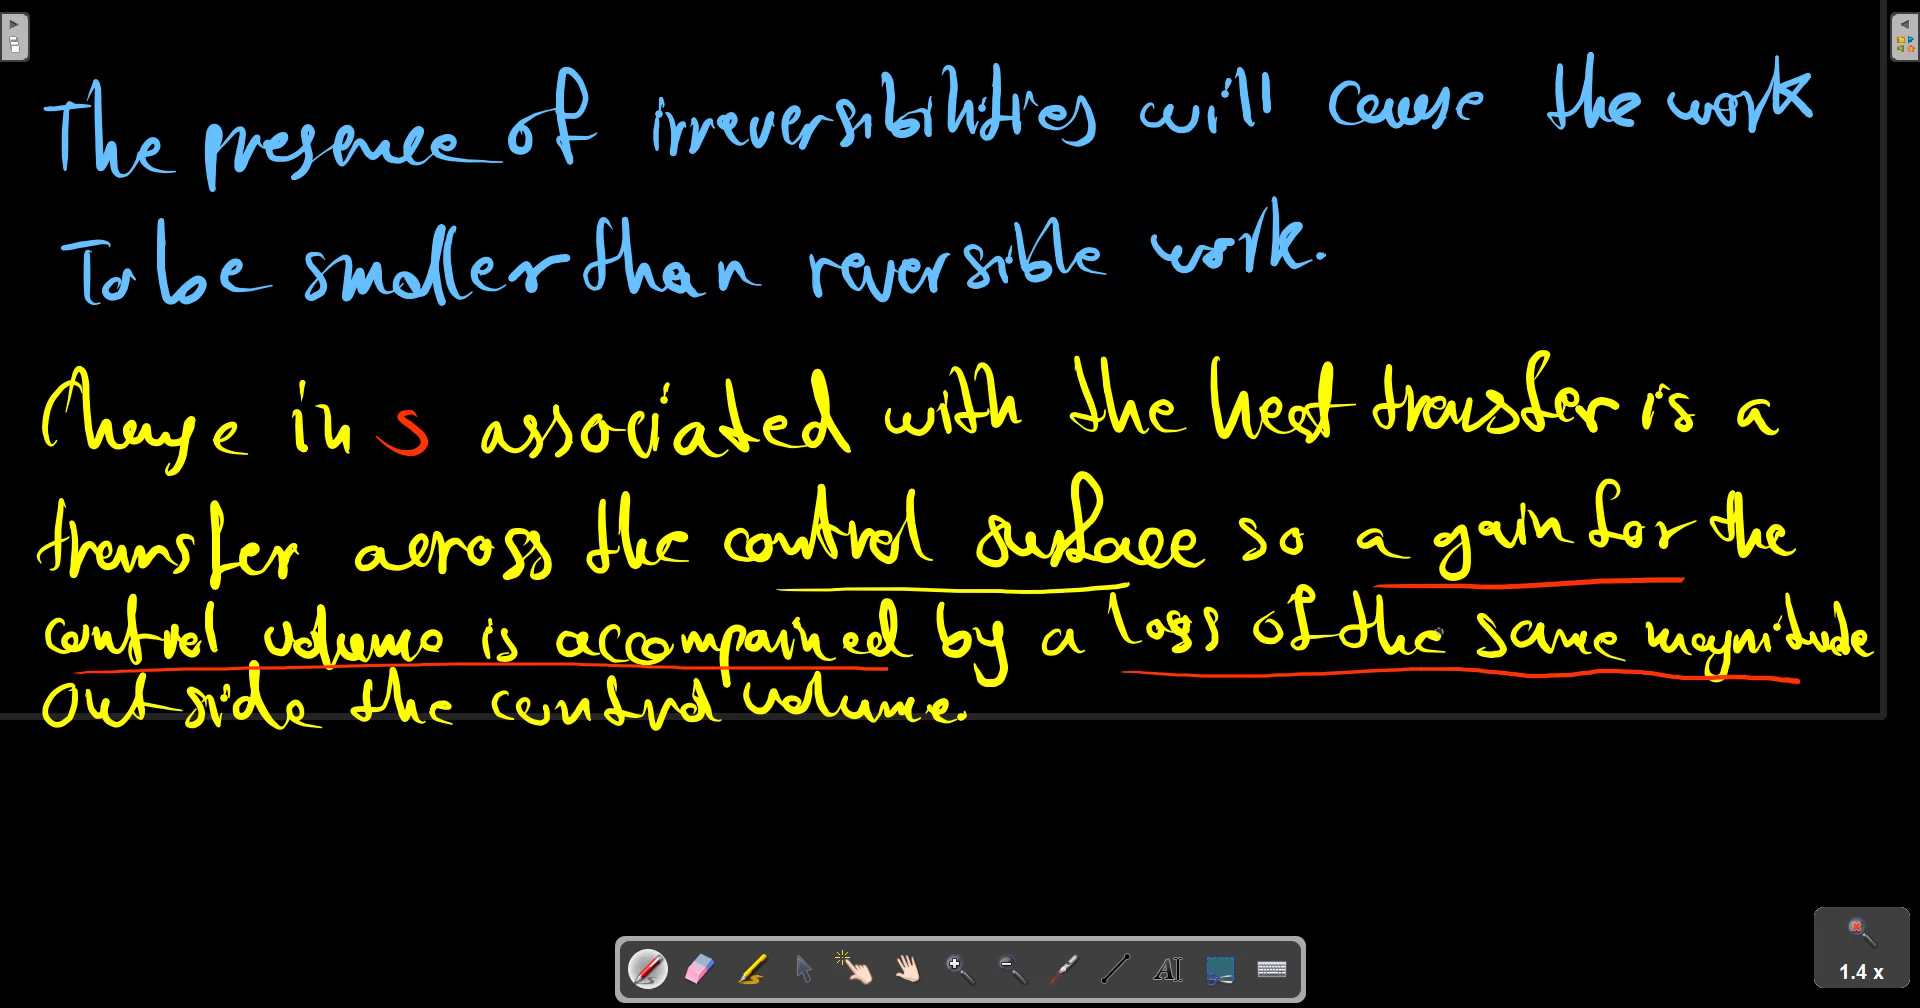 The presence of irreversibilities will cause the work
To be smaller than reversible work.
Change in s associated with the heat transfer is a
transfer across the control surface so a gain for the
control volume is accompained by a loss of the same magnitude
outside the control volume.
AI
1.4 x